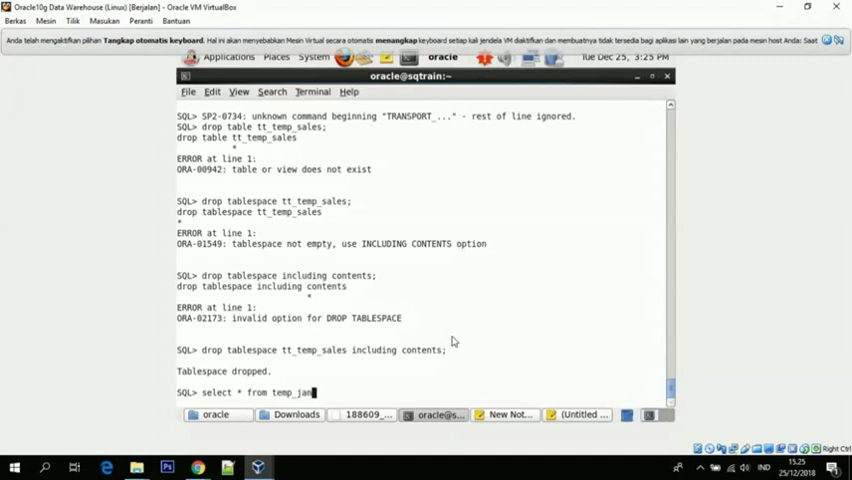 Oracle10g Data Warehouse (Linux) [Berjalan] - Oracle VM VirtualBox
Berkas Mesin Tilik Masukan Peranti Bantuan
Anda telah mengaktifkan pilihan Tangkap otomatis keyboard. Hal ini akan menyebabkan Mesin Virtual secara otomatis menangkap keyboard setiap kali jendela VM diaktifkan dan membuatnya tidak tersedia bagi aplikasi lain yang berjalan pada mesin host Anda: Saat
Applications Places System oracle Tue Dec 25, 3:25 PM
oracle@sqtrain:~
File Edit View Search Terminal Help
SQL> SP2-0734: unknown command beginning "TRANSPORT_..." - rest of line ignored.
SQL> drop table tt_temp_sales;
drop table tt_temp_sales
*
ERROR at line 1:
ORA-00942: table or view does not exist
SQL> drop tablespace tt_temp_sales;
drop tablespace tt_temp_sales
*
ERROR at line 1:
ORA-01549: tablespace not empty, use INCLUDING CONTENTS option
SQL> drop tablespace including contents;
drop tablespace including contents
*
ERROR at line 1:
ORA-02173: invalid option for DROP TABLESPACE
SQL> drop tablespace tt_temp_sales including contents;
Tablespace dropped.
SQL> select * from temp_jan
oracle Downloads 188609_... oracle@s... New Not... (Untitled ...
Right Ctrl
IND 15.25
25/12/2018